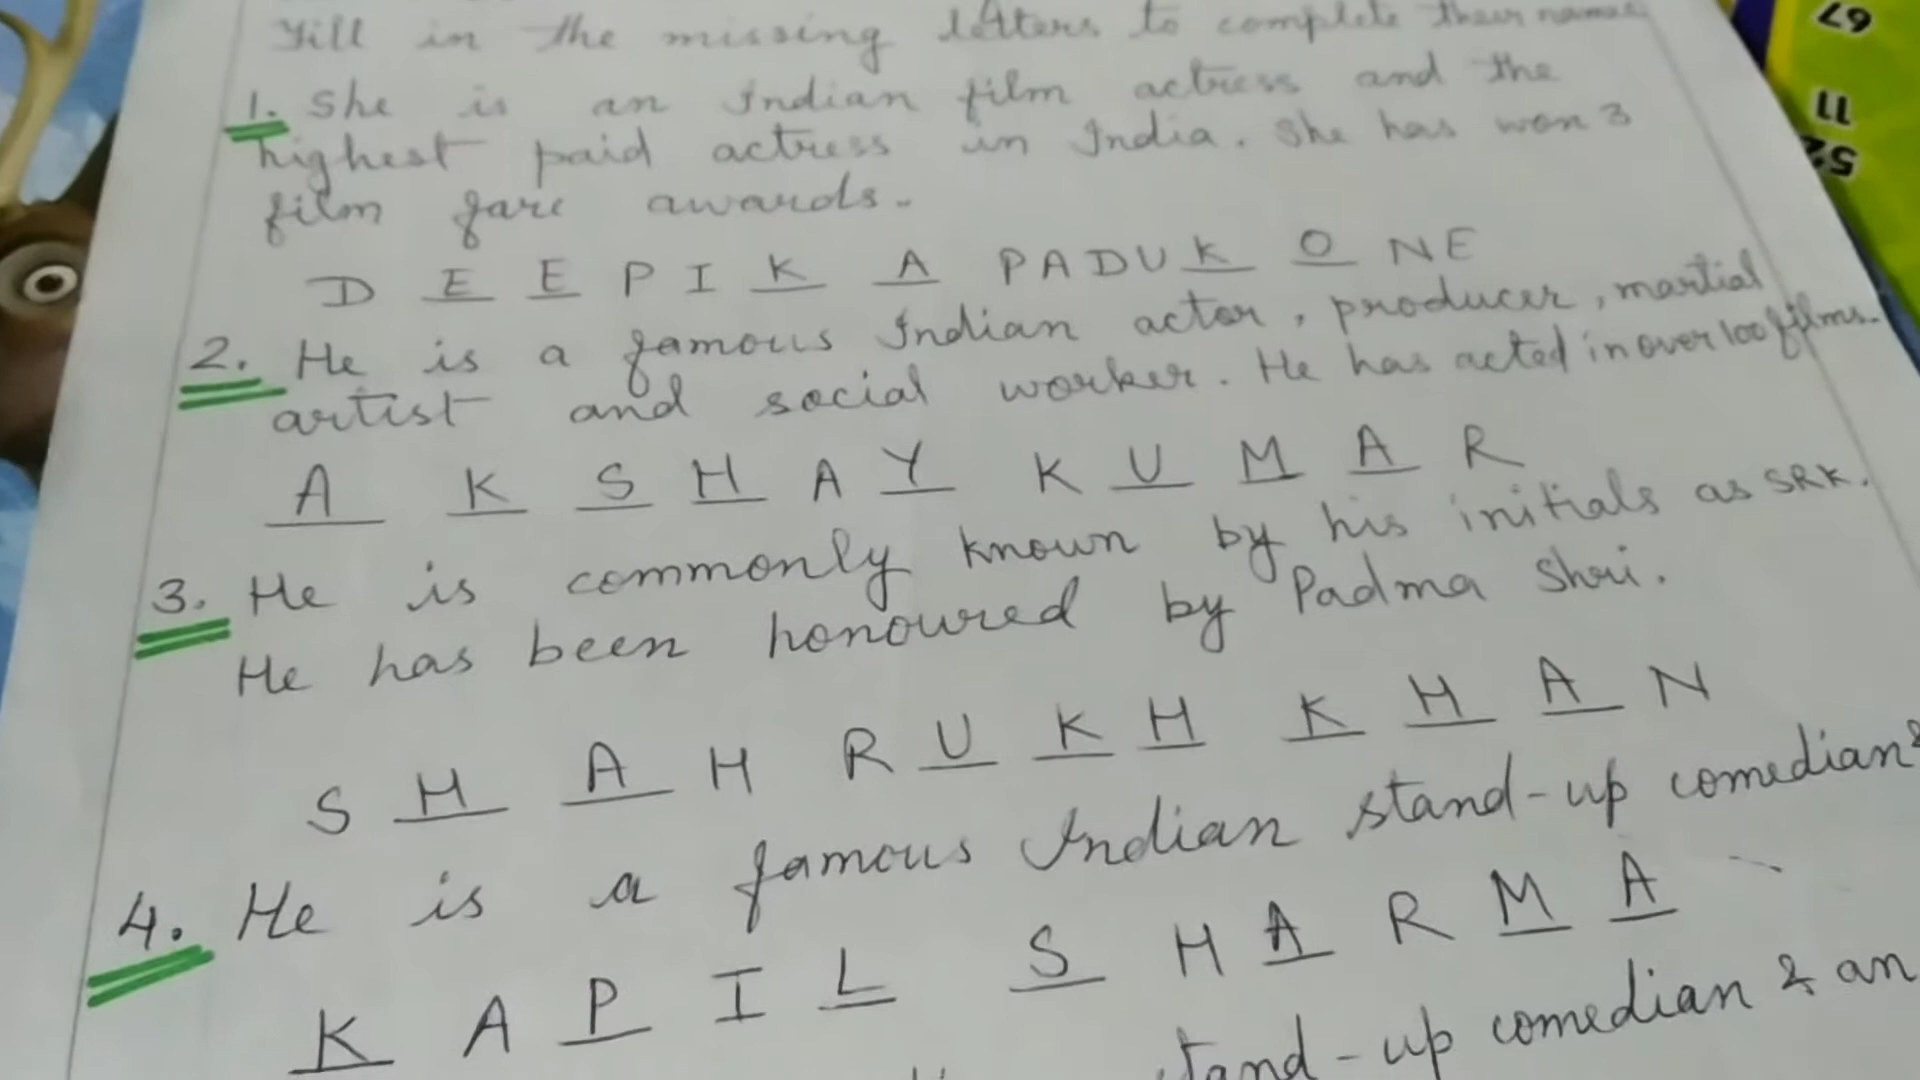 Fill in the missing letters to complete their names
1. She is an Indian film actress and the
highest paid actress in India. She has won 3
film fare awards.
D E E P I K A PADUK O NE
2. He is a famous Indian actor, producer, martial
artist and social worker. He has acted in over 100 films.
A K S H A Y K U M A R
3. He is commonly known by his initials as SRK.
He has been honoured by Padma Shri.
S H A H R U K H K H A N
4. He is a famous Indian stand-up comedian &
K A P I L S H A R M A
stand-up comedian & an
67
11
52